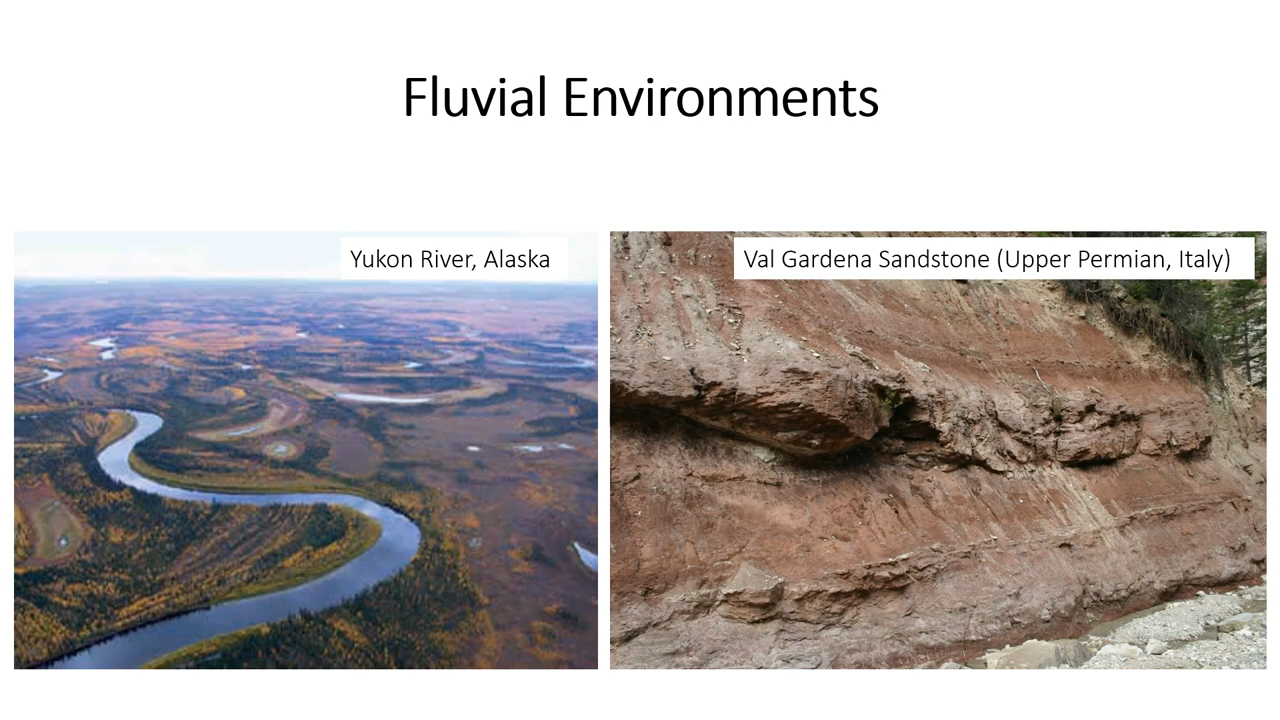 Fluvial Environments
Yukon River, Alaska
Val Gardena Sandstone (Upper Permian, Italy)